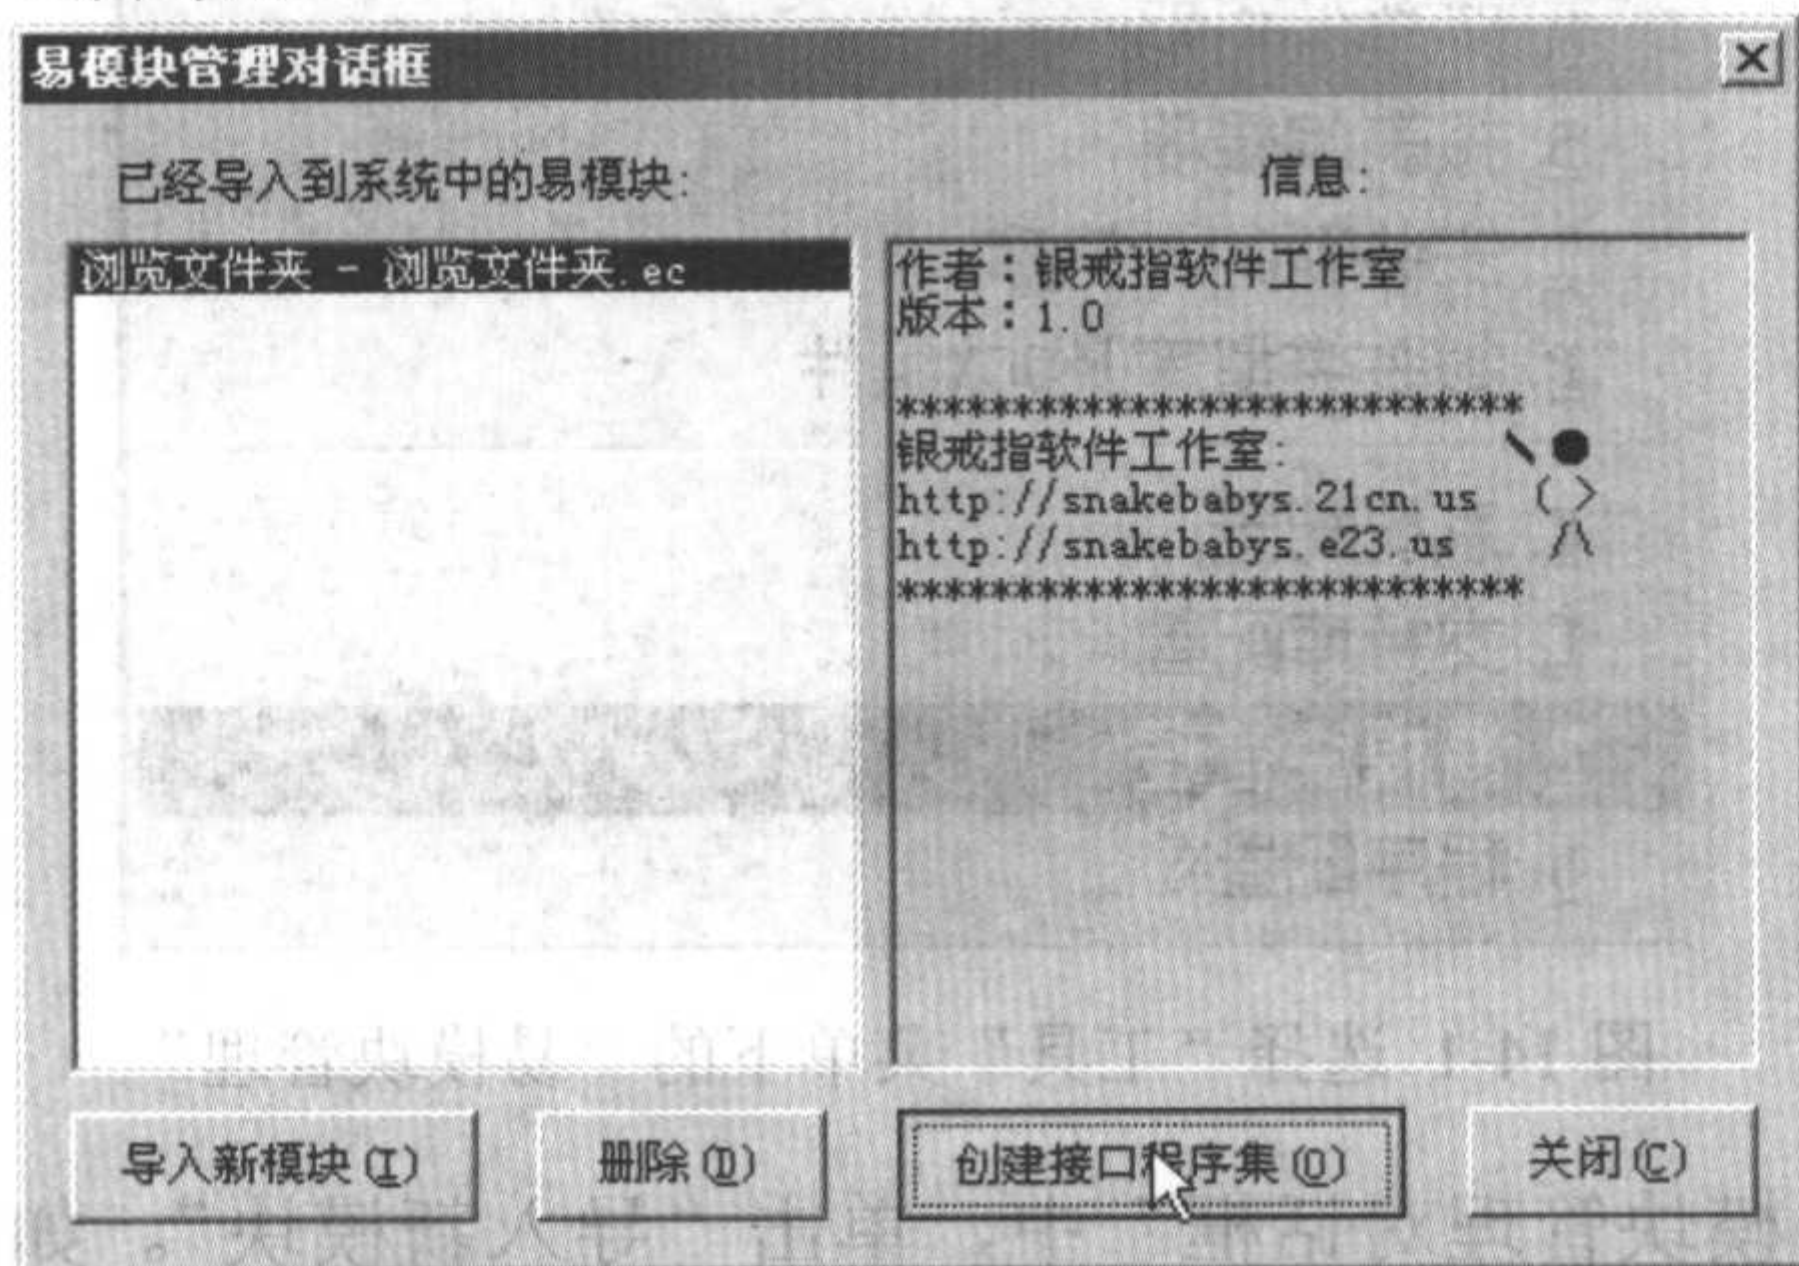 易模块管理对话框
已经导入到系统中的易模块:
信息:
浏览文件夹 - 浏览文件夹.ec
作者：银戒指软件工作室
版本：1.0
***************************
银戒指软件工作室:
http://snakebabys.21cn.us
http://snakebabys.e23.us
***************************
导入新模块(I)
删除(D)
创建接口程序集(O)
关闭(C)